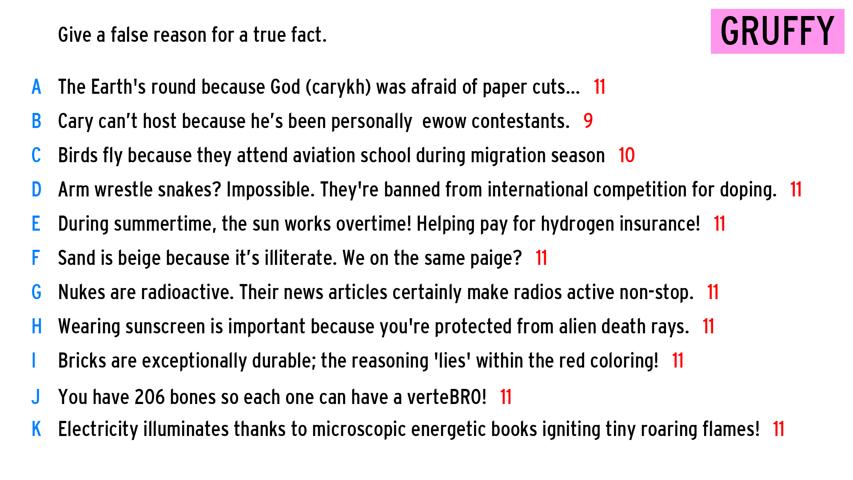 Give a false reason for a true fact.
GRUFFY
A The Earth's round because God (carykh) was afraid of paper cuts... 11
B Cary can't host because he's been personally ewow contestants. 9
C Birds fly because they attend aviation school during migration season 10
D Arm wrestle snakes? Impossible. They're banned from international competition for doping. 11
E During summertime, the sun works overtime! Helping pay for hydrogen insurance! 11
F Sand is beige because it's illiterate. We on the same paige? 11
G Nukes are radioactive. Their news articles certainly make radios active non-stop. 11
H Wearing sunscreen is important because you're protected from alien death rays. 11
I Bricks are exceptionally durable; the reasoning 'lies' within the red coloring! 11
J You have 206 bones so each one can have a verteBRO! 11
K Electricity illuminates thanks to microscopic energetic books igniting tiny roaring flames! 11